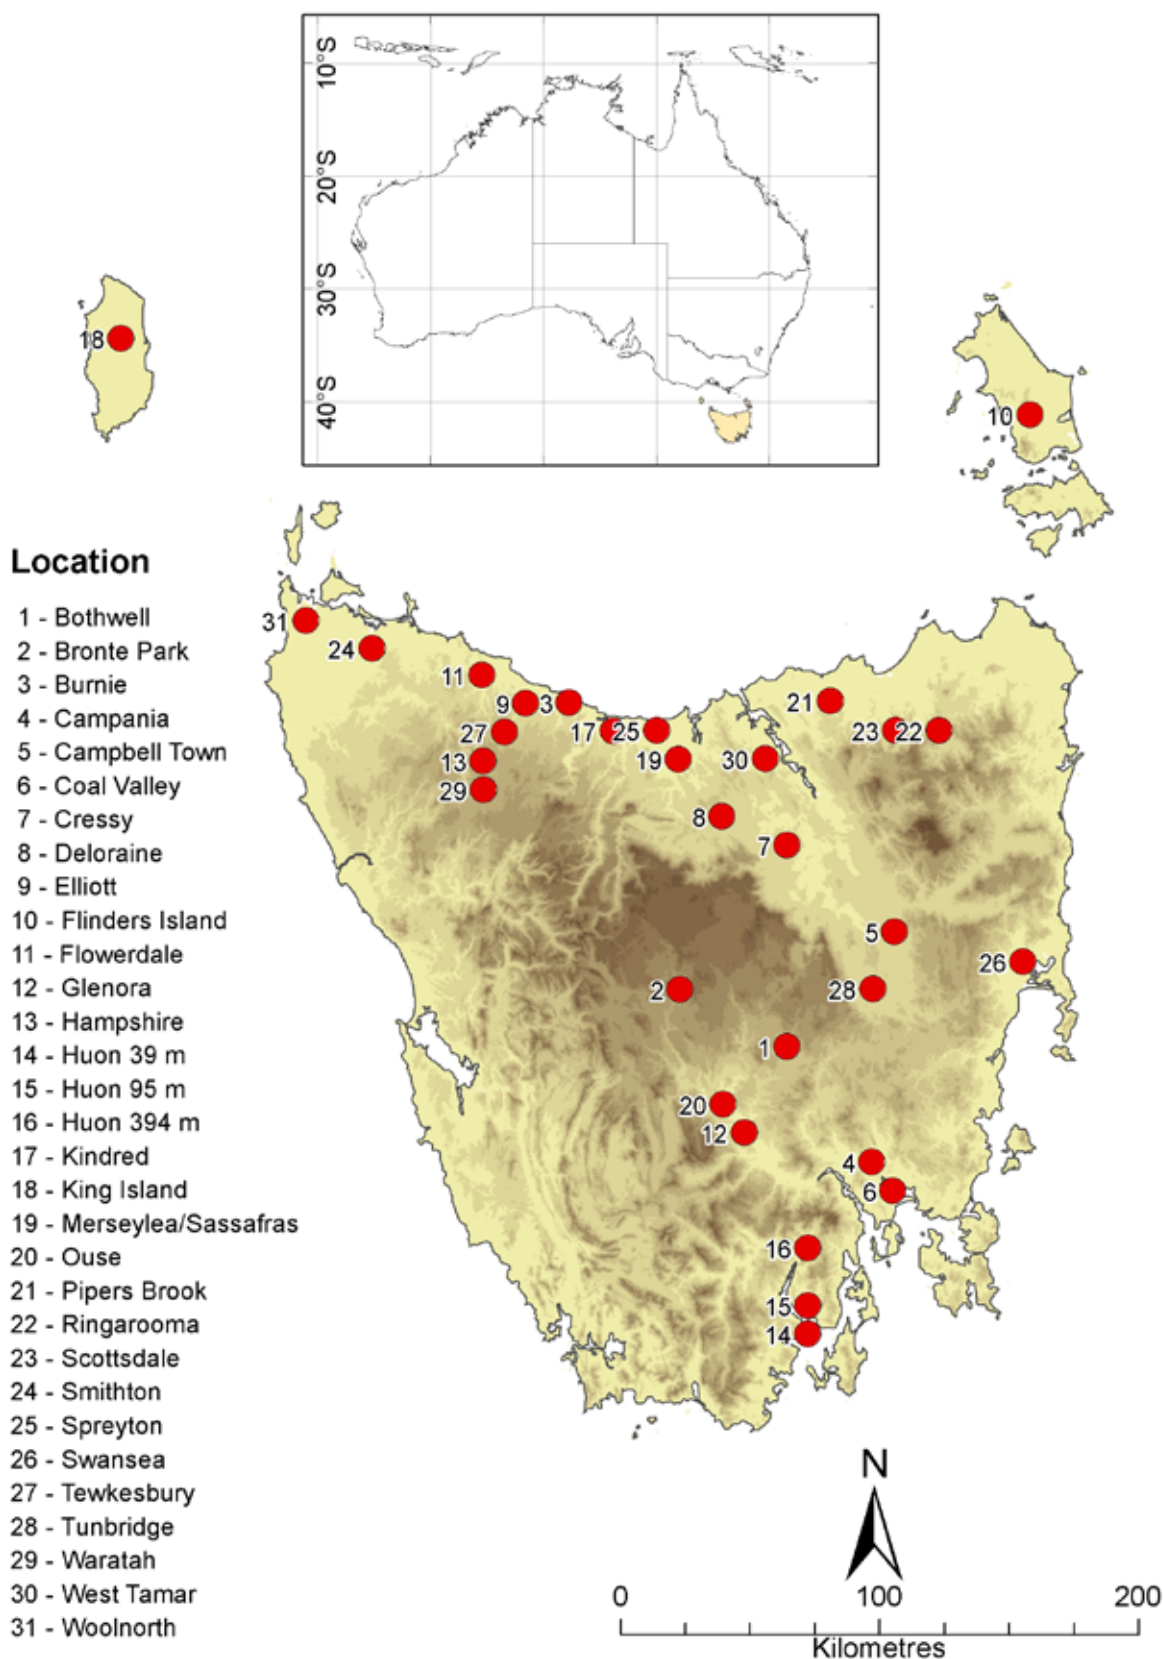 10°S
20°S
30°S
40°S
18
10
Location
1 - Bothwell
2 - Bronte Park
3 - Burnie
4 - Campania
5 - Campbell Town
6 - Coal Valley
7 - Cressy
8 - Deloraine
9 - Elliott
10 - Flinders Island
11 - Flowerdale
12 - Glenora
13 - Hampshire
14 - Huon 39 m
15 - Huon 95 m
16 - Huon 394 m
17 - Kindred
18 - King Island
19 - Merseylea/Sassafras
20 - Ouse
21 - Pipers Brook
22 - Ringarooma
23 - Scottsdale
24 - Smithton
25 - Spreyton
26 - Swansea
27 - Tewkesbury
28 - Tunbridge
29 - Waratah
30 - West Tamar
31 - Woolnorth
31
24
11
9
3
21
27
17
25
23
22
13
19
30
29
8
7
5
26
2
28
1
20
12
4
6
16
15
14
N
0 100 200
Kilometres